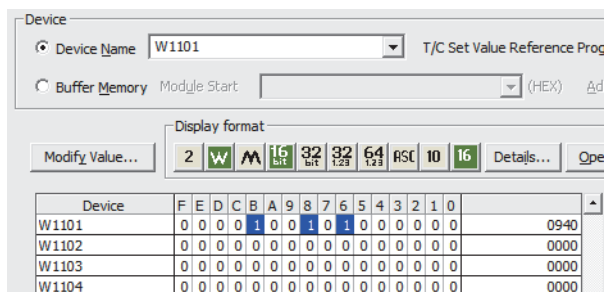 Device
Device Name W1101 T/C Set Value Reference Prog
Buffer Memory Module Start (HEX) Ad
Display format
Modify Value... 2 W M 16 bit 32 bit 32 1.23 64 1.23 ASC 10 16 Details... Ope
Device F E D C B A 9 8 7 6 5 4 3 2 1 0
W1101 0 0 0 0 1 0 0 1 0 1 0 0 0 0 0 0 0940
W1102 0 0 0 0 0 0 0 0 0 0 0 0 0 0 0 0 0000
W1103 0 0 0 0 0 0 0 0 0 0 0 0 0 0 0 0 0000
W1104 0 0 0 0 0 0 0 0 0 0 0 0 0 0 0 0 0000